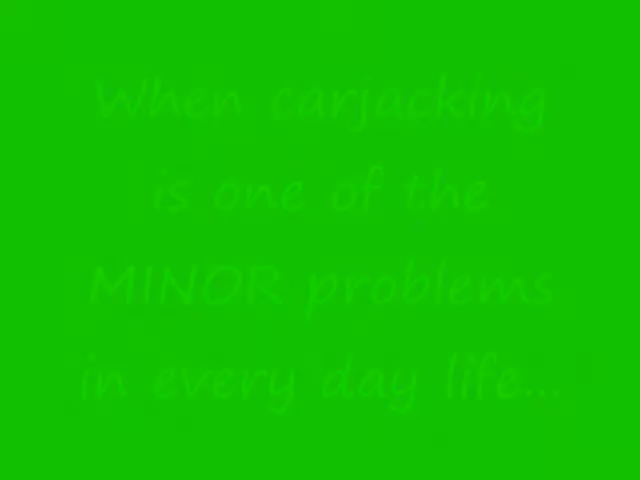 When carjacking
is one of the
MINOR problems
in every day life...